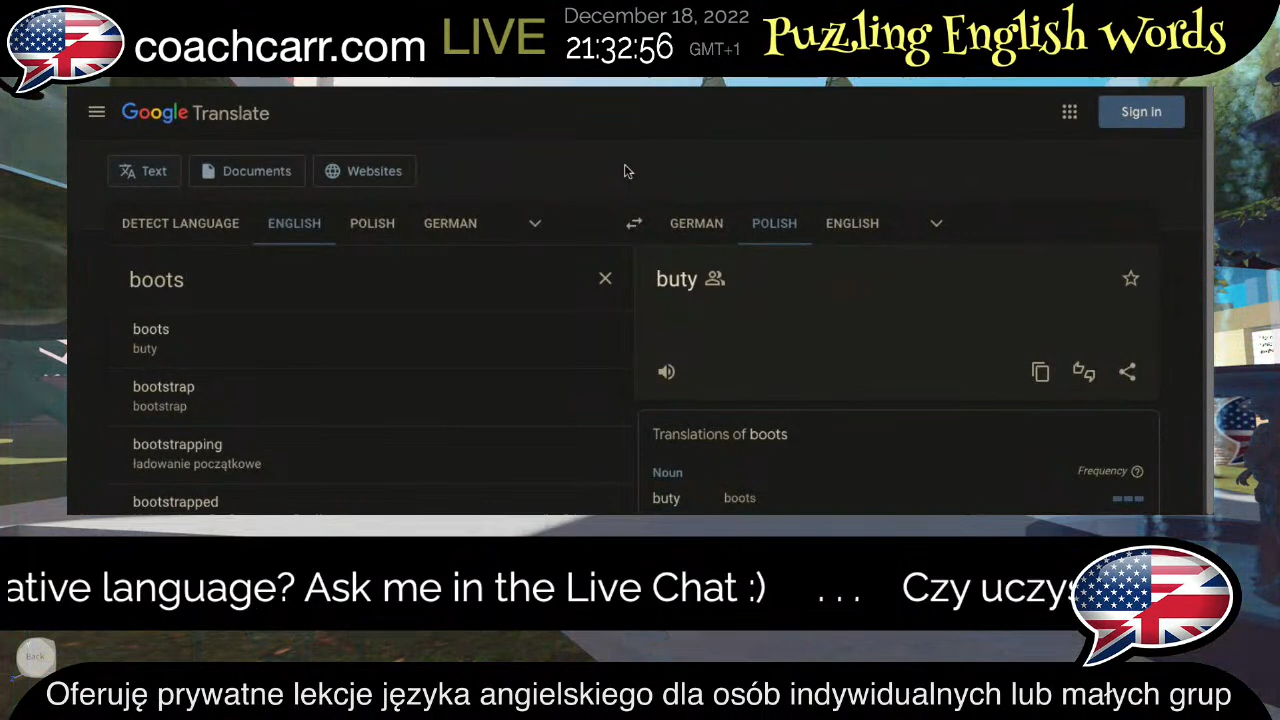 coachcarr.com
LIVE
December 18, 2022
21:32:56 GMT+1
Puzzling English Words
Google Translate
Sign in
Text
Documents
Websites
DETECT LANGUAGE
ENGLISH
POLISH
GERMAN
GERMAN
POLISH
ENGLISH
boots
buty
boots
buty
bootstrap
bootstrap
bootstrapping
ładowanie początkowe
bootstrapped
Translations of boots
Noun
Frequency
buty
boots
ative language? Ask me in the Live Chat :) ... Czy uczys
Back
Oferuję prywatne lekcje języka angielskiego dla osób indywidualnych lub małych grup